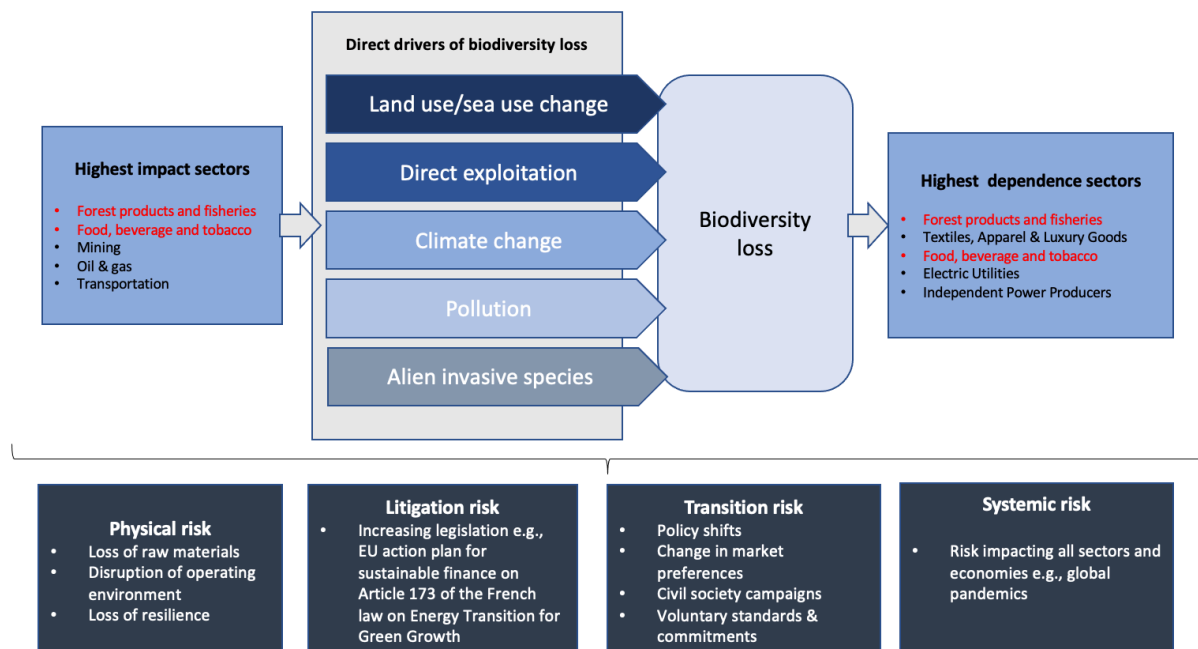 Direct drivers of biodiversity loss
Highest impact sectors
• Forest products and fisheries
• Food, beverage and tobacco
• Mining
• Oil & gas
• Transportation
Land use/sea use change
Direct exploitation
Climate change
Pollution
Alien invasive species
Biodiversity
loss
Highest  dependence sectors
• Forest products and fisheries
• Textiles, Apparel & Luxury Goods
• Food, beverage and tobacco
• Electric Utilities
• Independent Power Producers
Physical risk
• Loss of raw materials
• Disruption of operating
environment
• Loss of resilience
Litigation risk
• Increasing legislation e.g.,
EU action plan for
sustainable finance on
Article 173 of the French
law on Energy Transition for
Green Growth
Transition risk
• Policy shifts
• Change in market
preferences
• Civil society campaigns
• Voluntary standards &
commitments
Systemic risk
• Risk impacting all sectors and
economies e.g., global
pandemics